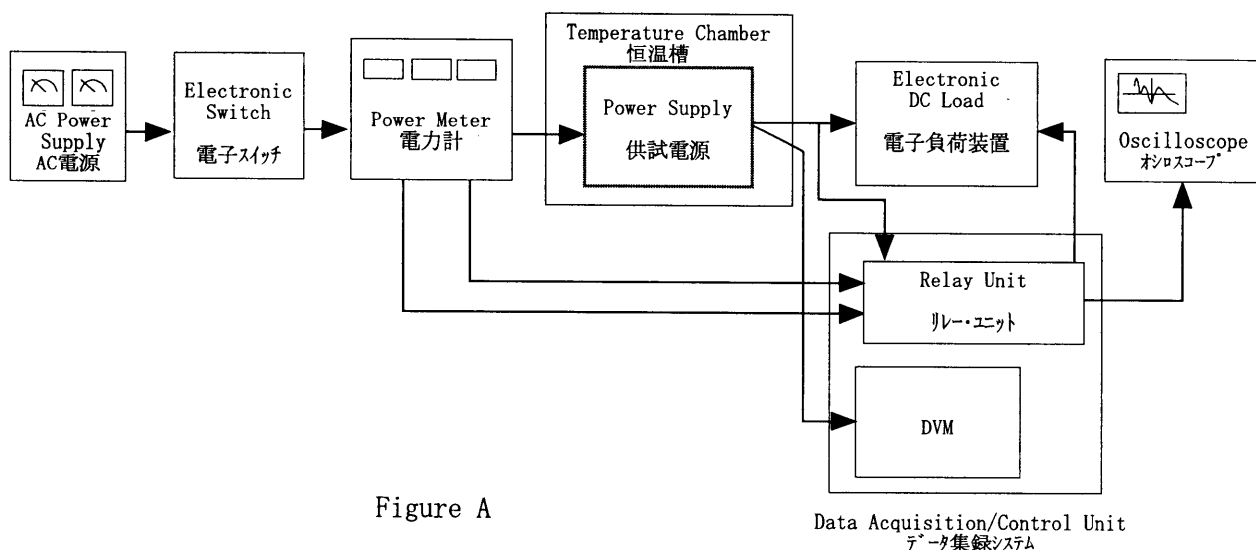 AC Power
Supply
AC電源
Electronic
Switch
電子スイッチ
Power Meter
電力計
Temperature Chamber
恒温槽
Power Supply
供試電源
Electronic
DC Load
電子負荷装置
Oscilloscope
オシロスコープ
Relay Unit
リレー・ユニット
DVM
Data Acquisition/Control Unit
データ集録システム
Figure A